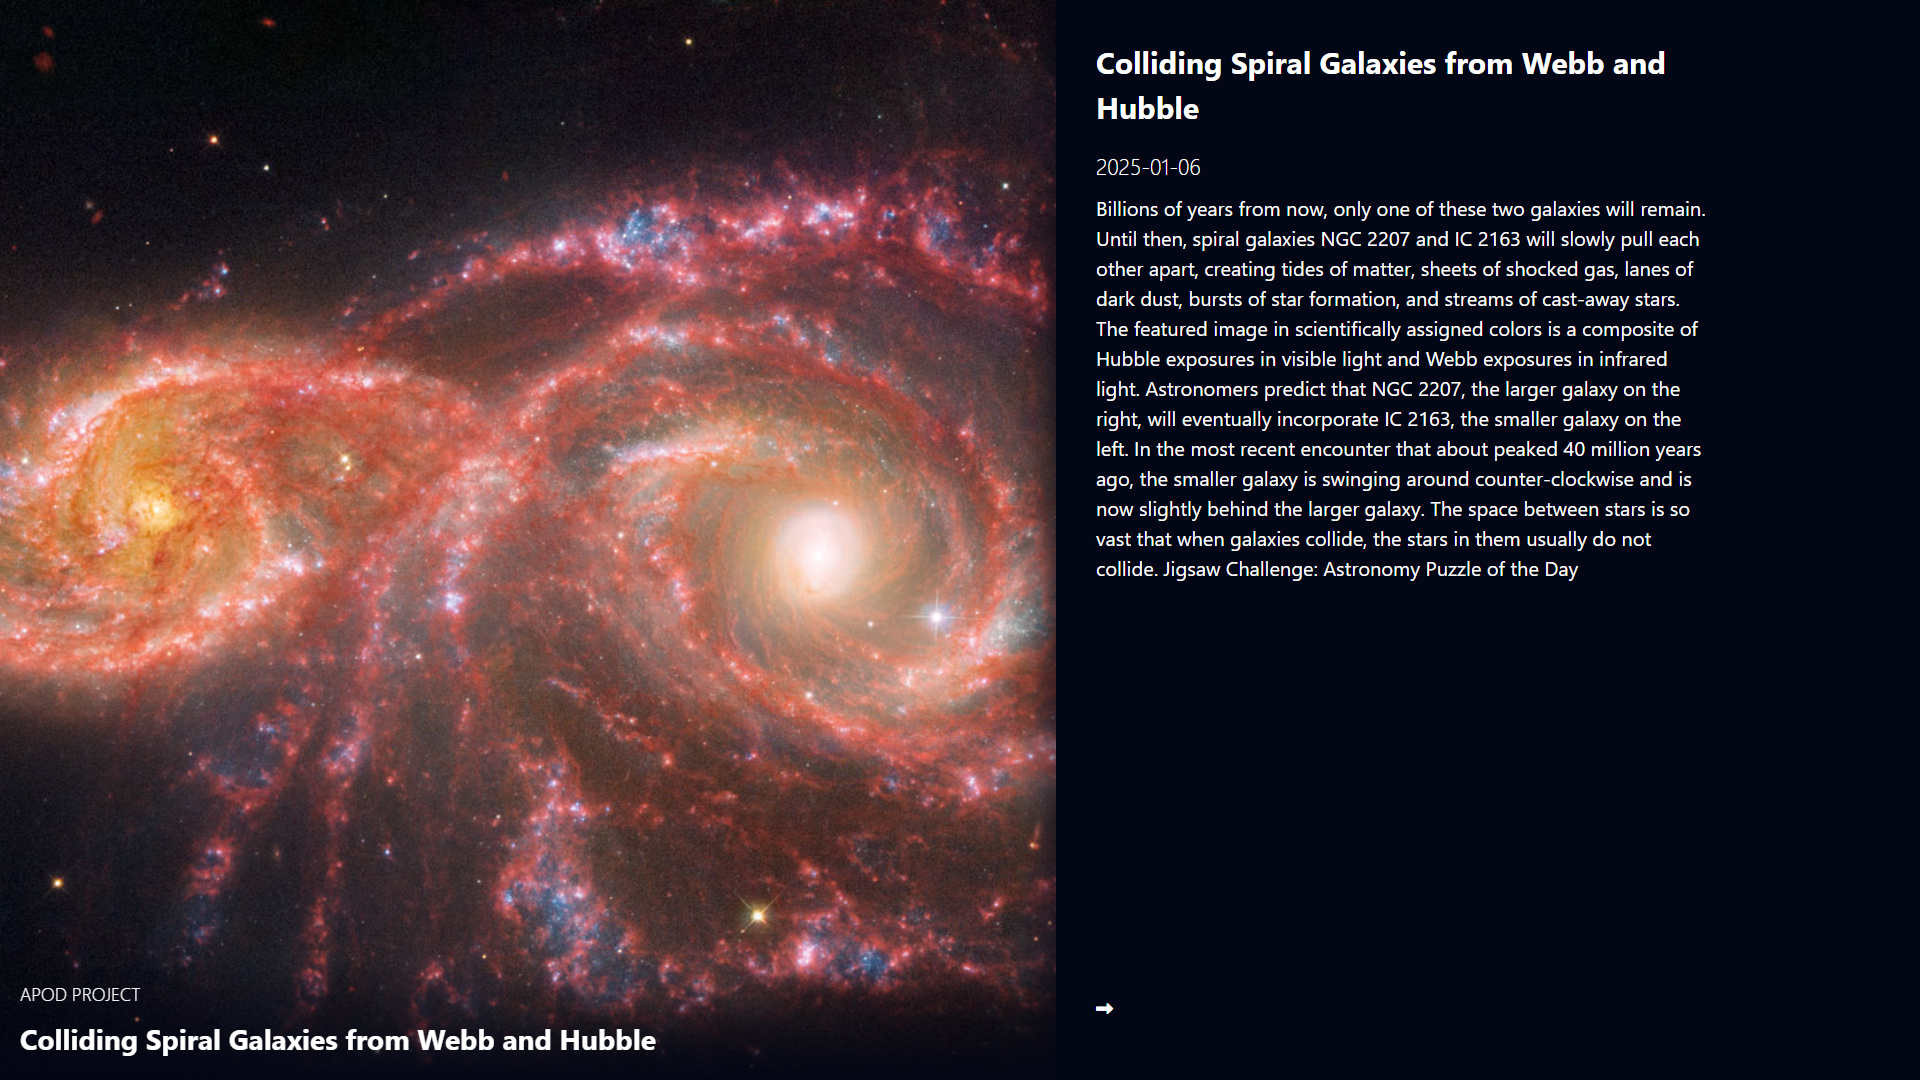 APOD PROJECT
Colliding Spiral Galaxies from Webb and Hubble
Colliding Spiral Galaxies from Webb and
Hubble
2025-01-06
Billions of years from now, only one of these two galaxies will remain.
Until then, spiral galaxies NGC 2207 and IC 2163 will slowly pull each
other apart, creating tides of matter, sheets of shocked gas, lanes of
dark dust, bursts of star formation, and streams of cast-away stars.
The featured image in scientifically assigned colors is a composite of
Hubble exposures in visible light and Webb exposures in infrared
light. Astronomers predict that NGC 2207, the larger galaxy on the
right, will eventually incorporate IC 2163, the smaller galaxy on the
left. In the most recent encounter that about peaked 40 million years
ago, the smaller galaxy is swinging around counter-clockwise and is
now slightly behind the larger galaxy. The space between stars is so
vast that when galaxies collide, the stars in them usually do not
collide. Jigsaw Challenge: Astronomy Puzzle of the Day